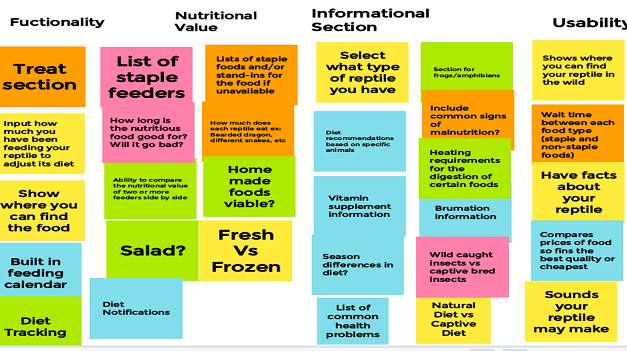 Fuctionality
Treat
section
Input how
much you
have been
feeding your
reptile to
adjust its diet
Show
where you
can find
the food
Built in
feeding
calendar
Diet
Tracking
Nutritional
Value
List of
staple
feeders
How long is
the nutritious
food good for?
Will it go bad?
Ability to compare
the nutritional value
of two or more
feeders side by side
Salad?
Diet
Notifications
Lists of staple
foods and/or
stand-ins for
the food if
unavailable
How much does
each reptile eat ex:
Bearded dragon,
different snakes, etc
Home
made
foods
viable?
Fresh
Vs
Frozen
Informational
Section
Select
what type
of reptile
you have
Diet
recommendations
based on specific
animals
Vitamin
supplement
information
Season
differences in
diet?
List of
common
health
problems
Section for
frogs/amphibians
Include
common signs
of
malnutrition?
Heating
requirements
for the
digestion of
certain foods
Brumation
information
Wild caught
insects vs
captive bred
insects
Natural
Diet vs
Captive
Diet
Usability
Shows where
you can find
your reptile in
the wild
Wait time
between each
food type
(staple and
non-staple
foods)
Have facts
about
your
reptile
Compares
prices of food
so fins the
best quality or
cheapest
Sounds
your
reptile
may make